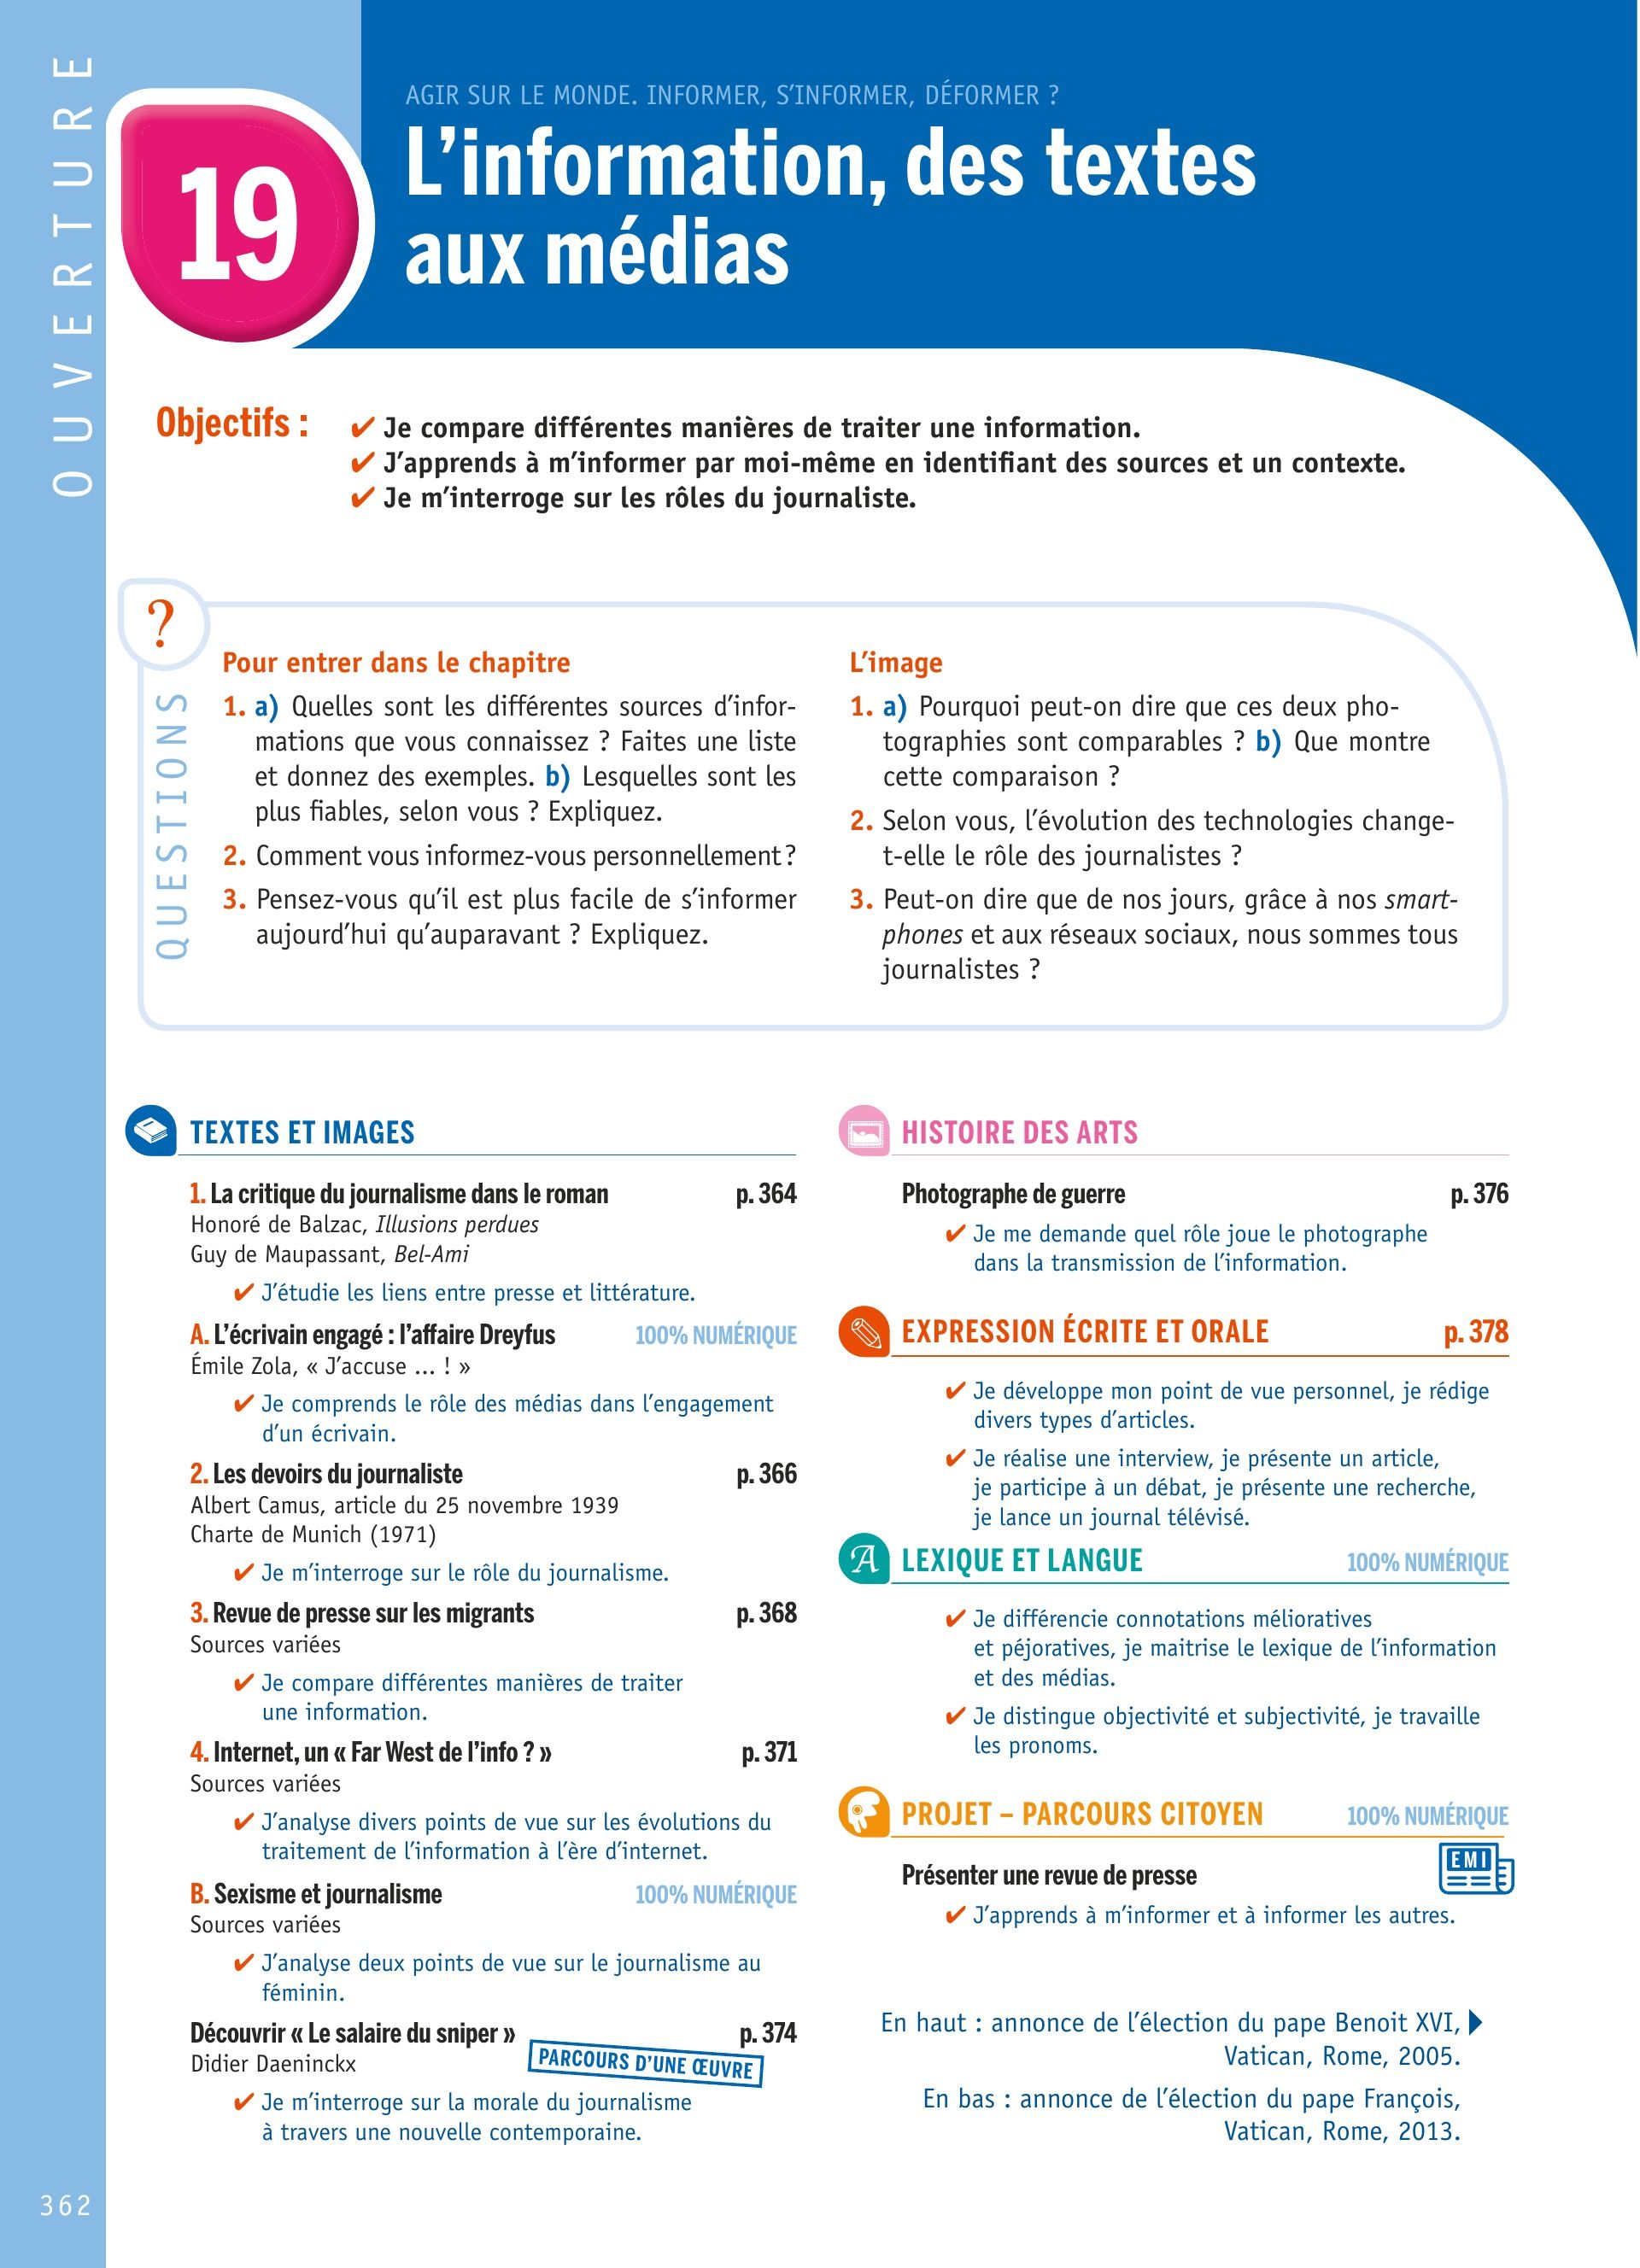 OUVERTURE
19
AGIR SUR LE MONDE. INFORMER, S’INFORMER, DÉFORMER ?
L’information, des textes
aux médias
Objectifs :
✔ Je compare différentes manières de traiter une information.
✔ J’apprends à m’informer par moi-même en identifiant des sources et un contexte.
✔ Je m’interroge sur les rôles du journaliste.
?
QUESTIONS
Pour entrer dans le chapitre
1. a) Quelles sont les différentes sources d’infor-
mations que vous connaissez ? Faites une liste
et donnez des exemples. b) Lesquelles sont les
plus fiables, selon vous ? Expliquez.
2. Comment vous informez-vous personnellement ?
3. Pensez-vous qu’il est plus facile de s’informer
aujourd’hui qu’auparavant ? Expliquez.
L’image
1. a) Pourquoi peut-on dire que ces deux pho-
tographies sont comparables ? b) Que montre
cette comparaison ?
2. Selon vous, l’évolution des technologies change-
t-elle le rôle des journalistes ?
3. Peut-on dire que de nos jours, grâce à nos smart-
phones et aux réseaux sociaux, nous sommes tous
journalistes ?
TEXTES ET IMAGES
1. La critique du journalisme dans le roman p. 364
Honoré de Balzac, Illusions perdues
Guy de Maupassant, Bel-Ami
✔ J’étudie les liens entre presse et littérature.
A. L’écrivain engagé : l’affaire Dreyfus 100% NUMÉRIQUE
Émile Zola, « J’accuse ... ! »
✔ Je comprends le rôle des médias dans l’engagement
d’un écrivain.
2. Les devoirs du journaliste p. 366
Albert Camus, article du 25 novembre 1939
Charte de Munich (1971)
✔ Je m’interroge sur le rôle du journalisme.
3. Revue de presse sur les migrants p. 368
Sources variées
✔ Je compare différentes manières de traiter
une information.
4. Internet, un « Far West de l’info ? » p. 371
Sources variées
✔ J’analyse divers points de vue sur les évolutions du
traitement de l’information à l’ère d’internet.
B. Sexisme et journalisme 100% NUMÉRIQUE
Sources variées
✔ J’analyse deux points de vue sur le journalisme au
féminin.
Découvrir « Le salaire du sniper » p. 374
Didier Daeninckx
PARCOURS D’UNE ŒUVRE
✔ Je m’interroge sur la morale du journalisme
à travers une nouvelle contemporaine.
HISTOIRE DES ARTS
Photographe de guerre p. 376
✔ Je me demande quel rôle joue le photographe
dans la transmission de l’information.
EXPRESSION ÉCRITE ET ORALE p. 378
✔ Je développe mon point de vue personnel, je rédige
divers types d’articles.
✔ Je réalise une interview, je présente un article,
je participe à un débat, je présente une recherche,
je lance un journal télévisé.
A LEXIQUE ET LANGUE 100% NUMÉRIQUE
✔ Je différencie connotations mélioratives
et péjoratives, je maitrise le lexique de l’information
et des médias.
✔ Je distingue objectivité et subjectivité, je travaille
les pronoms.
PROJET – PARCOURS CITOYEN 100% NUMÉRIQUE
EMI
Présenter une revue de presse
✔ J’apprends à m’informer et à informer les autres.
En haut : annonce de l’élection du pape Benoit XVI,
Vatican, Rome, 2005.
En bas : annonce de l’élection du pape François,
Vatican, Rome, 2013.
362